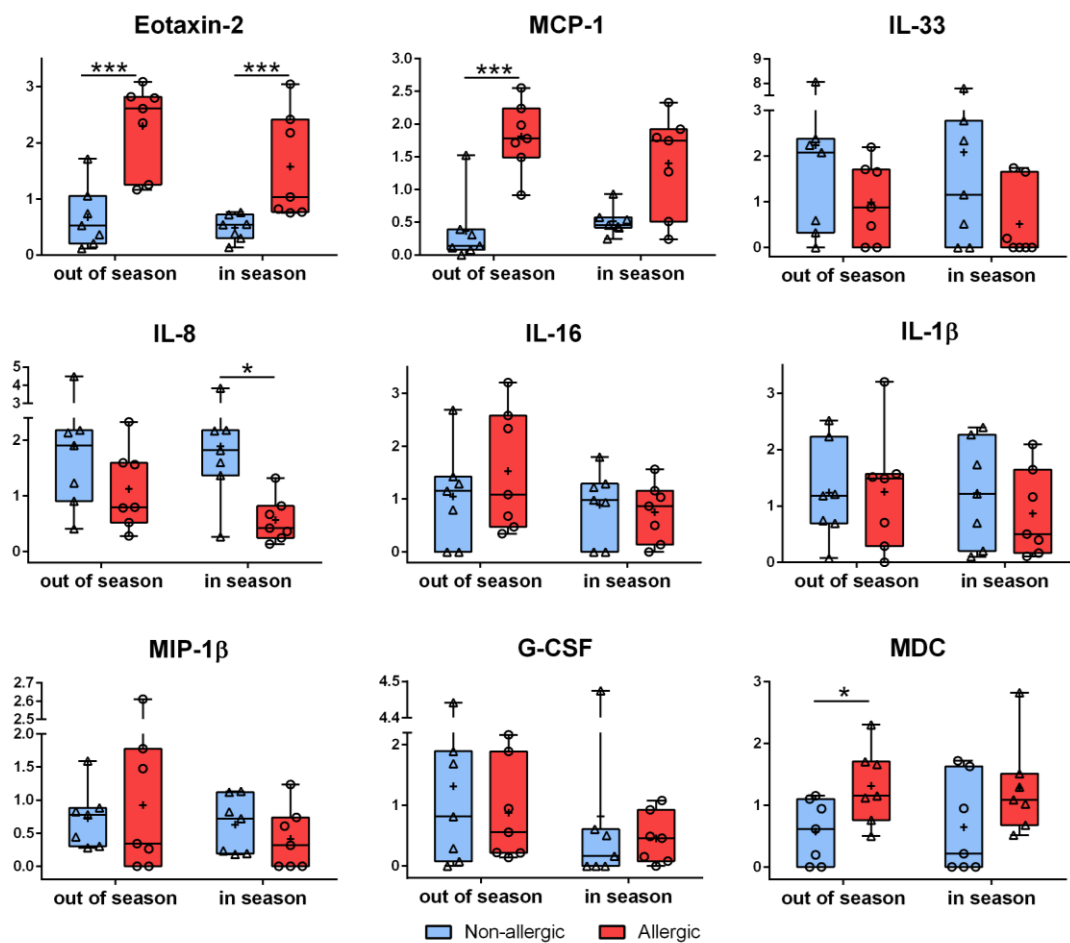 Eotaxin-2
MCP-1
IL-33
***
***
***
3
2
1
0
3.0
2.5
2.0
1.5
1.0
0.5
0.0
9
8
7
3
2
1
0
out of season
in season
out of season
in season
out of season
in season
IL-8
IL-16
IL-1β
*
5
4
3
2
1
0
3
2
1
0
3
2
1
0
out of season
in season
out of season
in season
out of season
in season
MIP-1β
G-CSF
MDC
*
2.7
2.6
2.5
2.0
1.5
1.0
0.5
0.0
4.5
4.4
2
1
0
3
2
1
0
out of season
in season
out of season
in season
out of season
in season
Non-allergic
Allergic